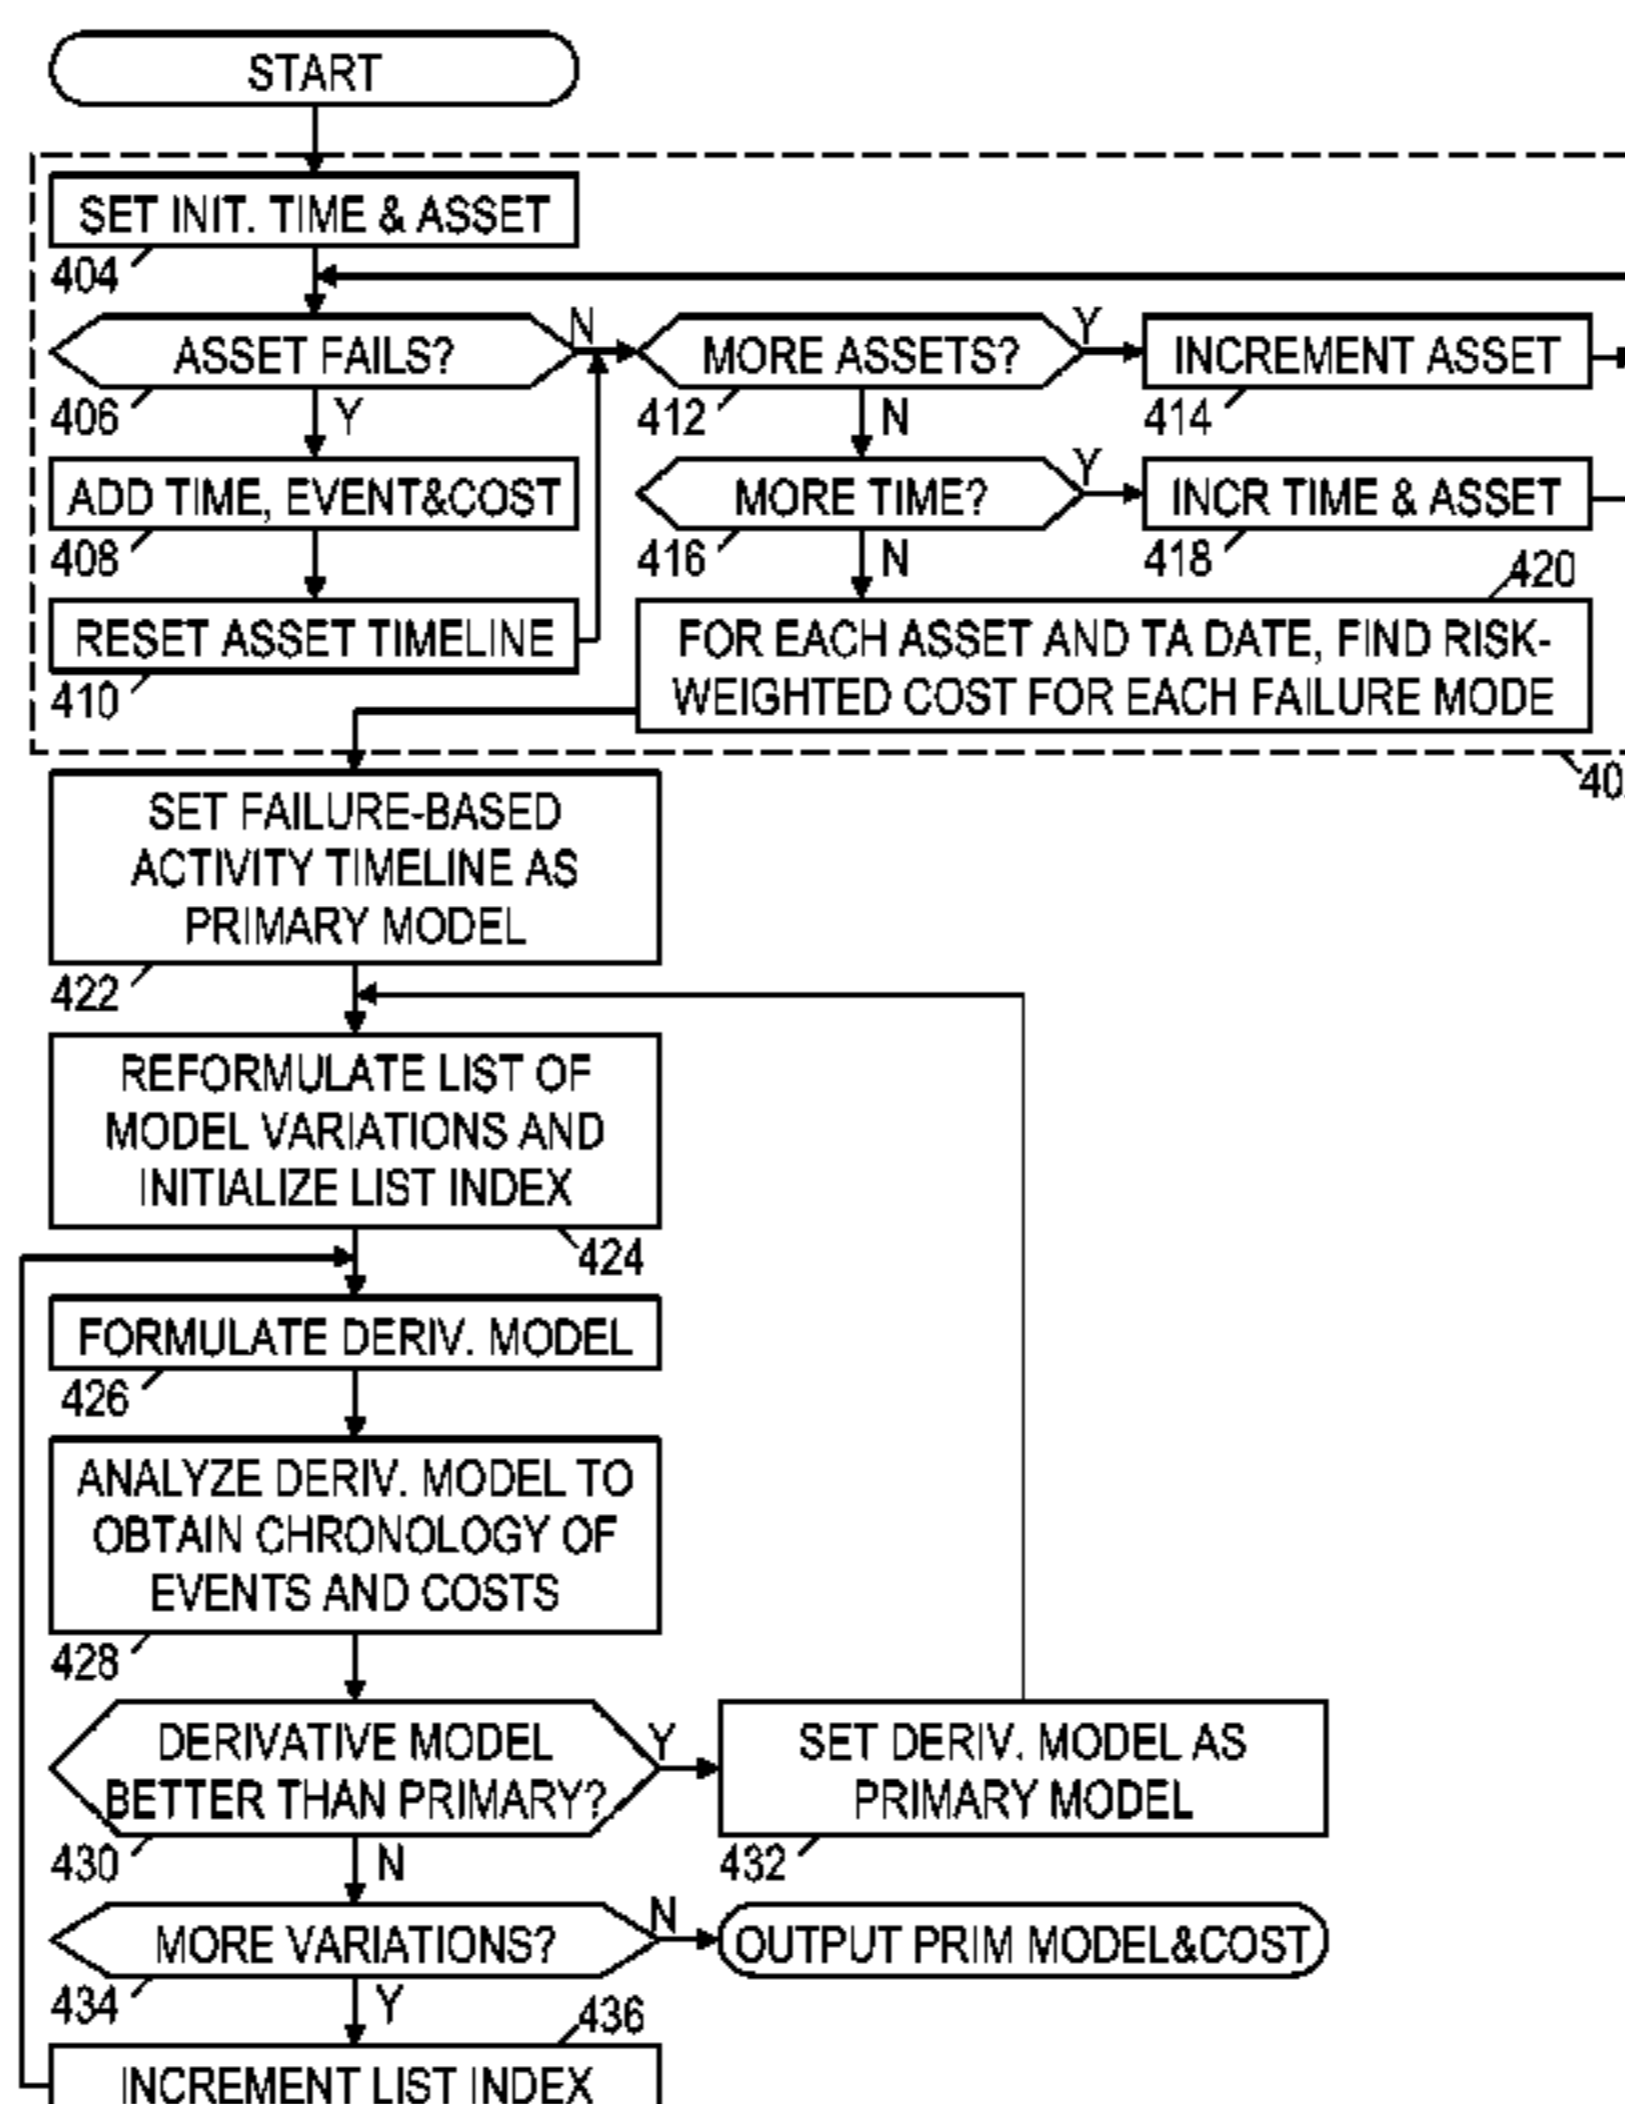 START
SET INIT. TIME & ASSET
404
ASSET FAILS?
N
MORE ASSETS?
Y
INCREMENT ASSET
406
Y
412
N
414
ADD TIME, EVENT&COST
MORE TIME?
Y
INCR TIME & ASSET
408
416
N
418
420
RESET ASSET TIMELINE
410
FOR EACH ASSET AND TA DATE, FIND RISK-
WEIGHTED COST FOR EACH FAILURE MODE
SET FAILURE-BASED
ACTIVITY TIMELINE AS
PRIMARY MODEL
422
REFORMULATE LIST OF
MODEL VARIATIONS AND
INITIALIZE LIST INDEX
424
FORMULATE DERIV. MODEL
426
ANALYZE DERIV. MODEL TO
OBTAIN CHRONOLOGY OF
EVENTS AND COSTS
428
DERIVATIVE MODEL
BETTER THAN PRIMARY?
Y
SET DERIV. MODEL AS
PRIMARY MODEL
430
N
432
MORE VARIATIONS?
N
OUTPUT PRIM MODEL&COST
434
Y
436
INCREMENT LIST INDEX